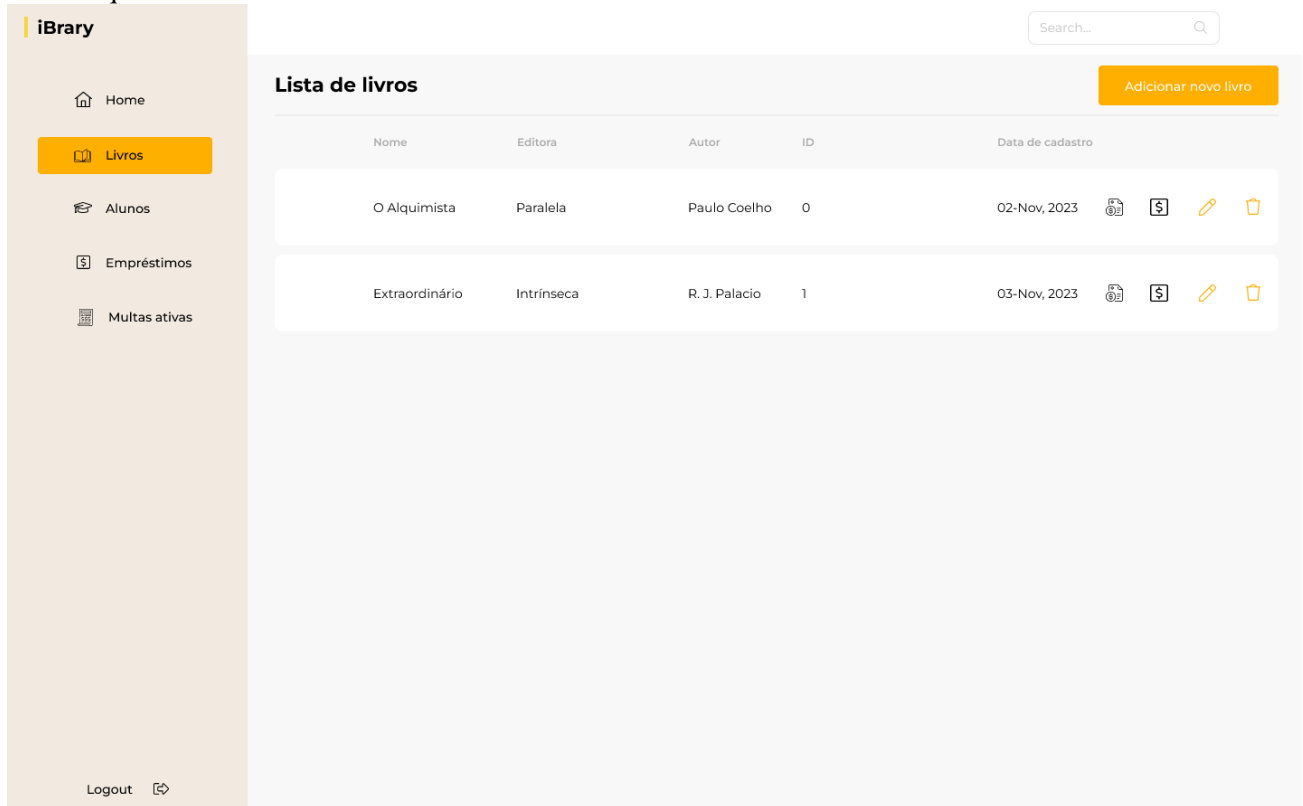 iBrary
Search...
Home
Livros
Alunos
Empréstimos
Multas ativas
Logout
Lista de livros
Adicionar novo livro
Nome Editora Autor ID Data de cadastro
O Alquimista Paralela Paulo Coelho 0 02-Nov, 2023
Extraordinário Intrínseca R. J. Palacio 1 03-Nov, 2023